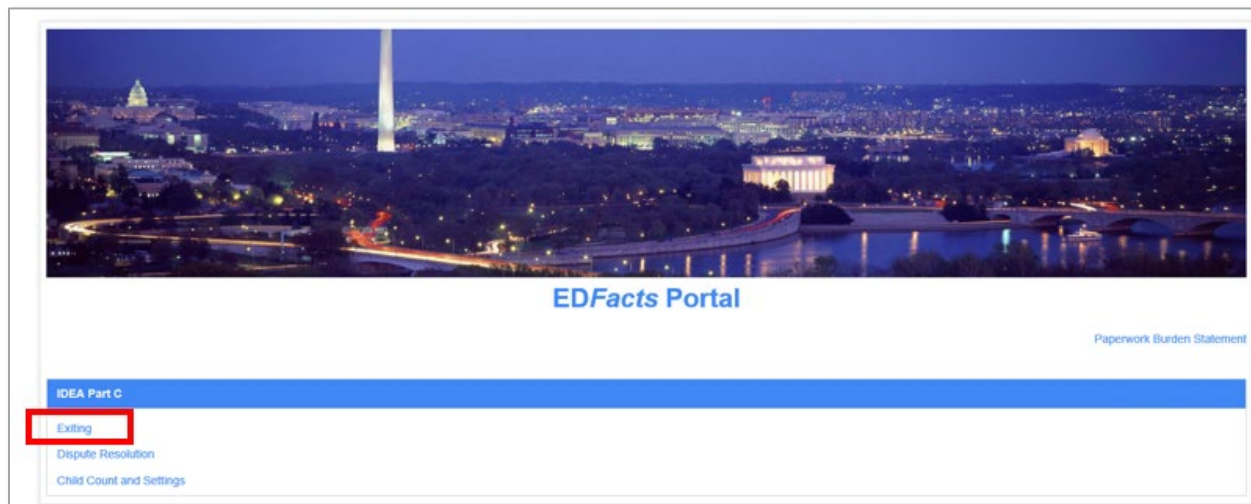 EDFacts Portal
Paperwork Burden Statement
IDEA Part C
Exiting
Dispute Resolution
Child Count and Settings